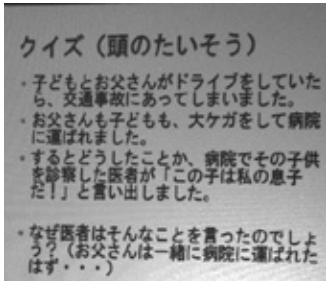 クイズ（頭のたいそう）
・子どもとお父さんがドライブをしていた
ら、交通事故にあってしまいました。
・お父さんも子どもも、大ケガをして病院
に運ばれました。
・するとどうしたことか、病院でその子供
を診察した医者が「この子は私の息子
だ！」と言い出しました。
・なぜ医者はそんなことを言ったのでしょ
う？（お父さんは一緒に病院に運ばれた
はず・・・）